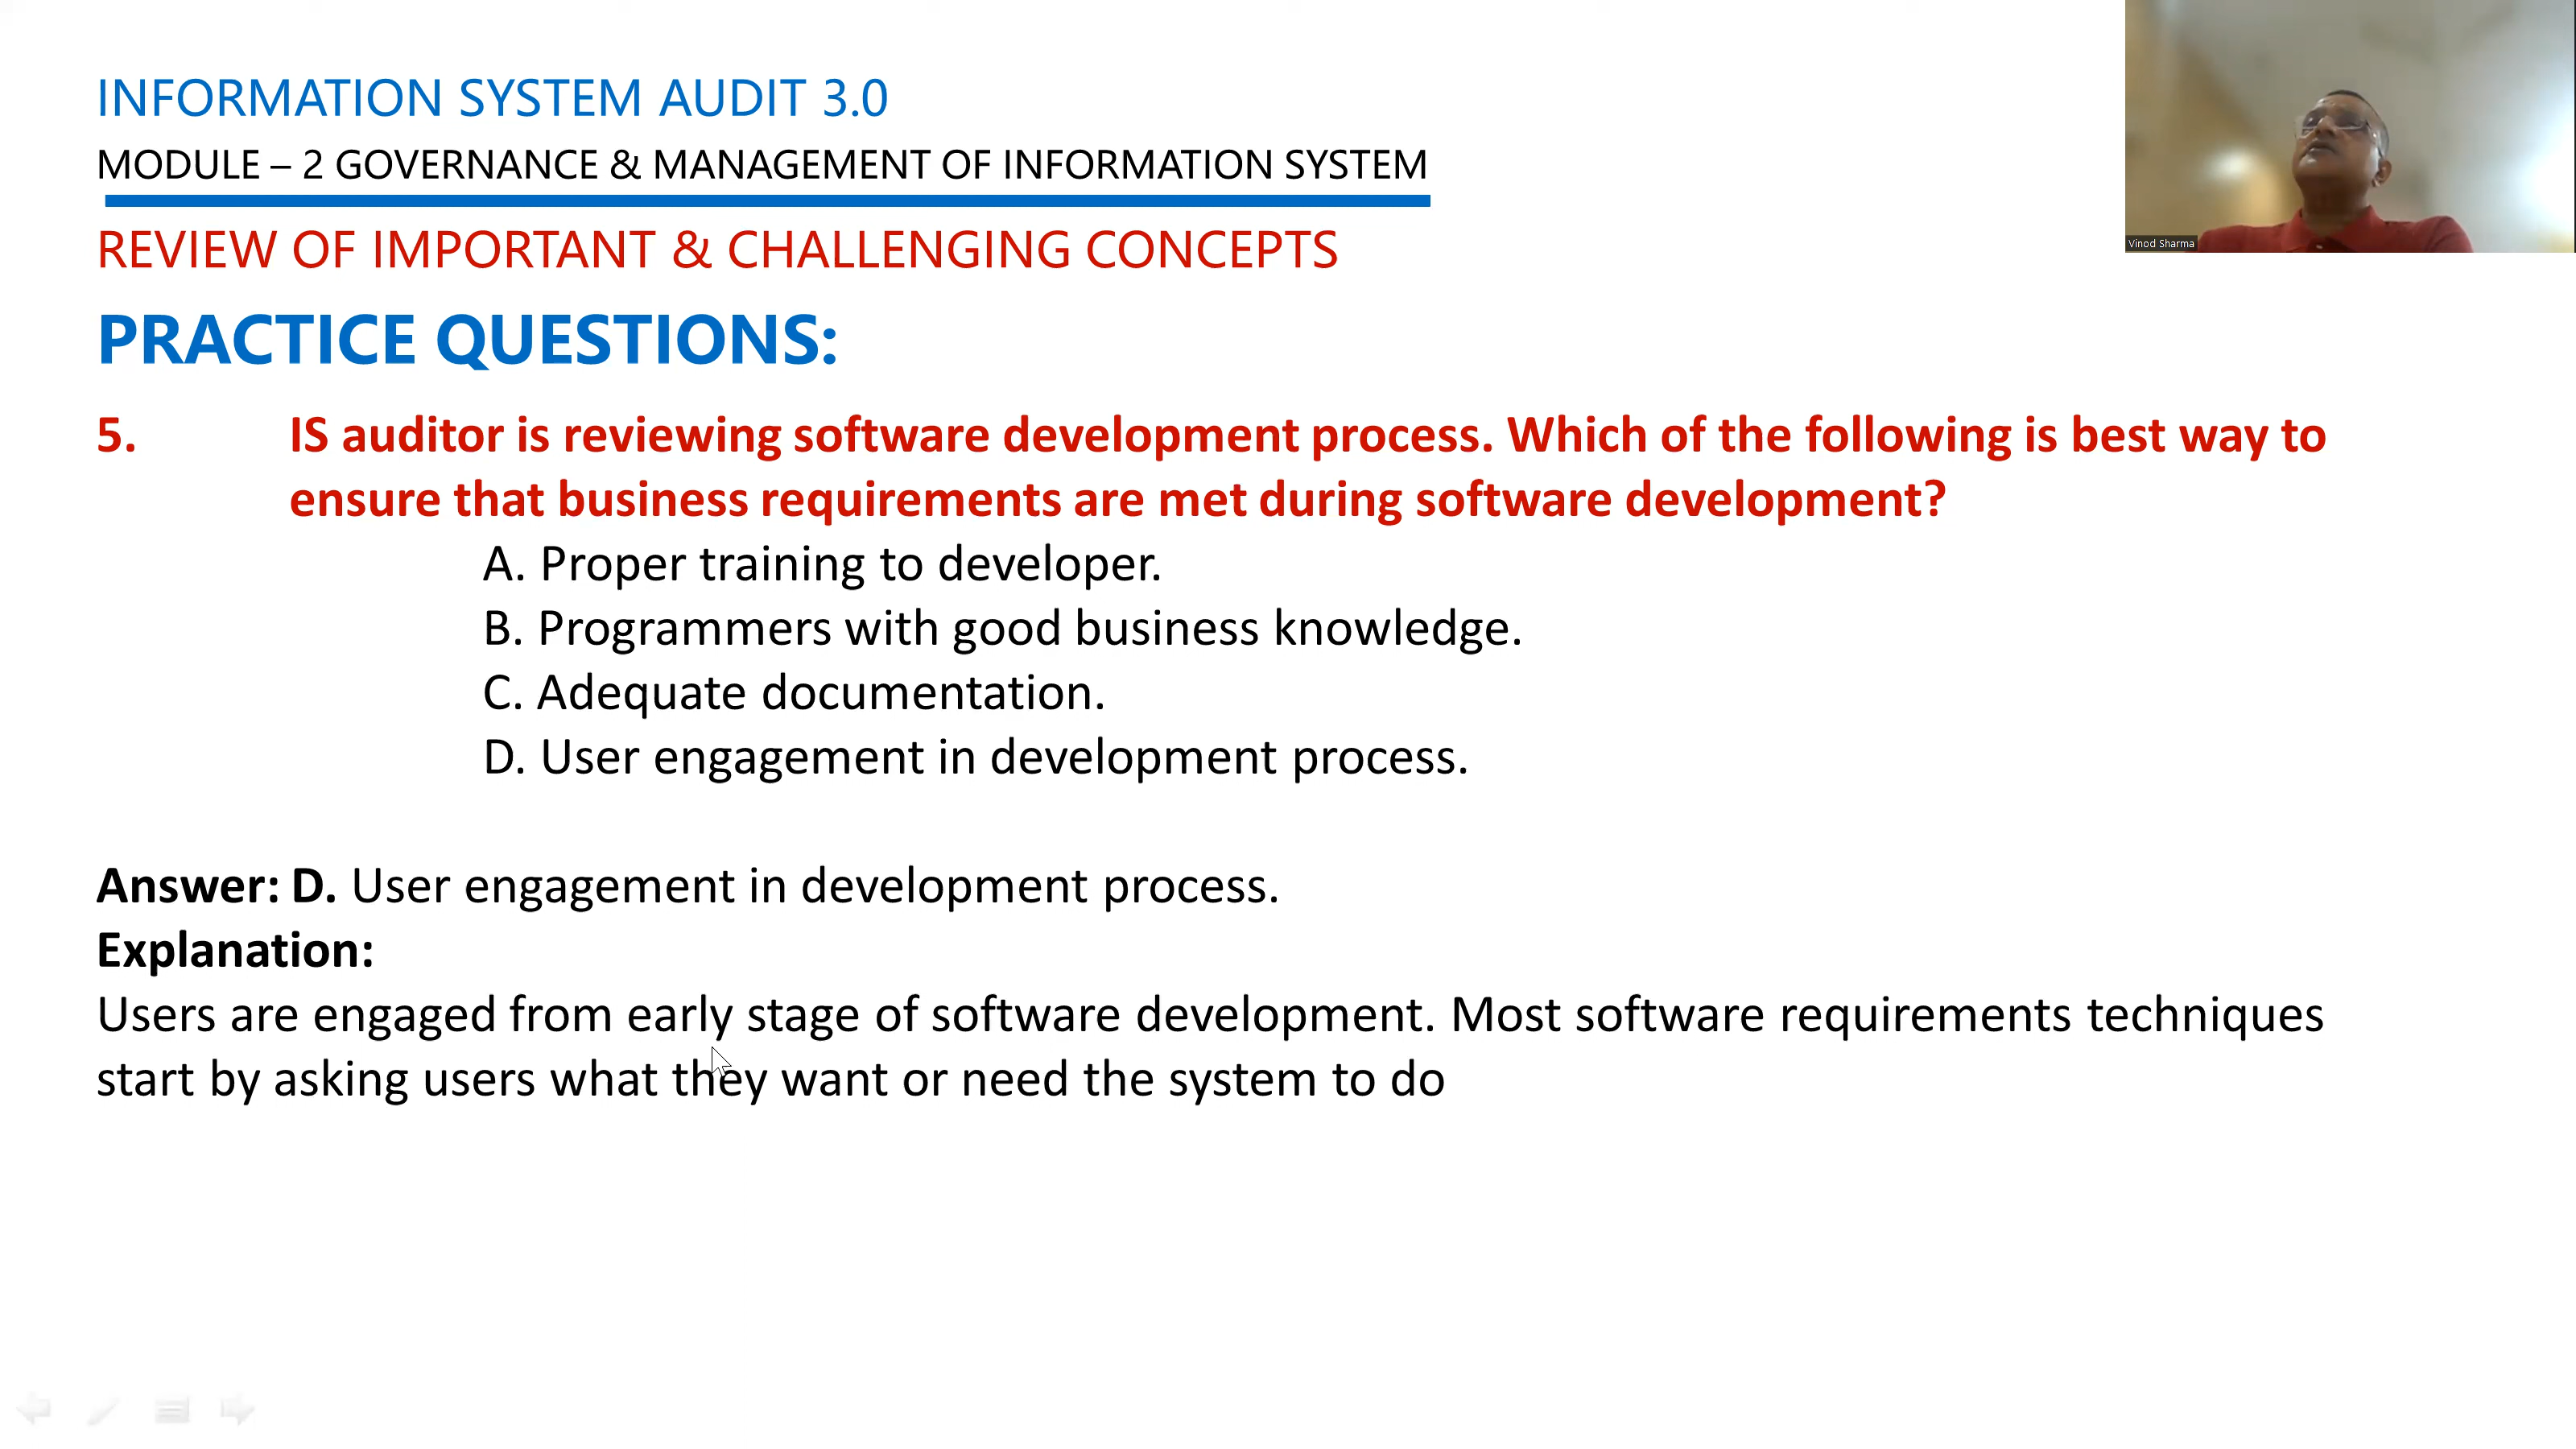 INFORMATION SYSTEM AUDIT 3.0
MODULE – 2 GOVERNANCE & MANAGEMENT OF INFORMATION SYSTEM
REVIEW OF IMPORTANT & CHALLENGING CONCEPTS
PRACTICE QUESTIONS:
5. IS auditor is reviewing software development process. Which of the following is best way to
ensure that business requirements are met during software development?
A. Proper training to developer.
B. Programmers with good business knowledge.
C. Adequate documentation.
D. User engagement in development process.
Answer: D. User engagement in development process.
Explanation:
Users are engaged from early stage of software development. Most software requirements techniques
start by asking users what they want or need the system to do
Vinod Sharma